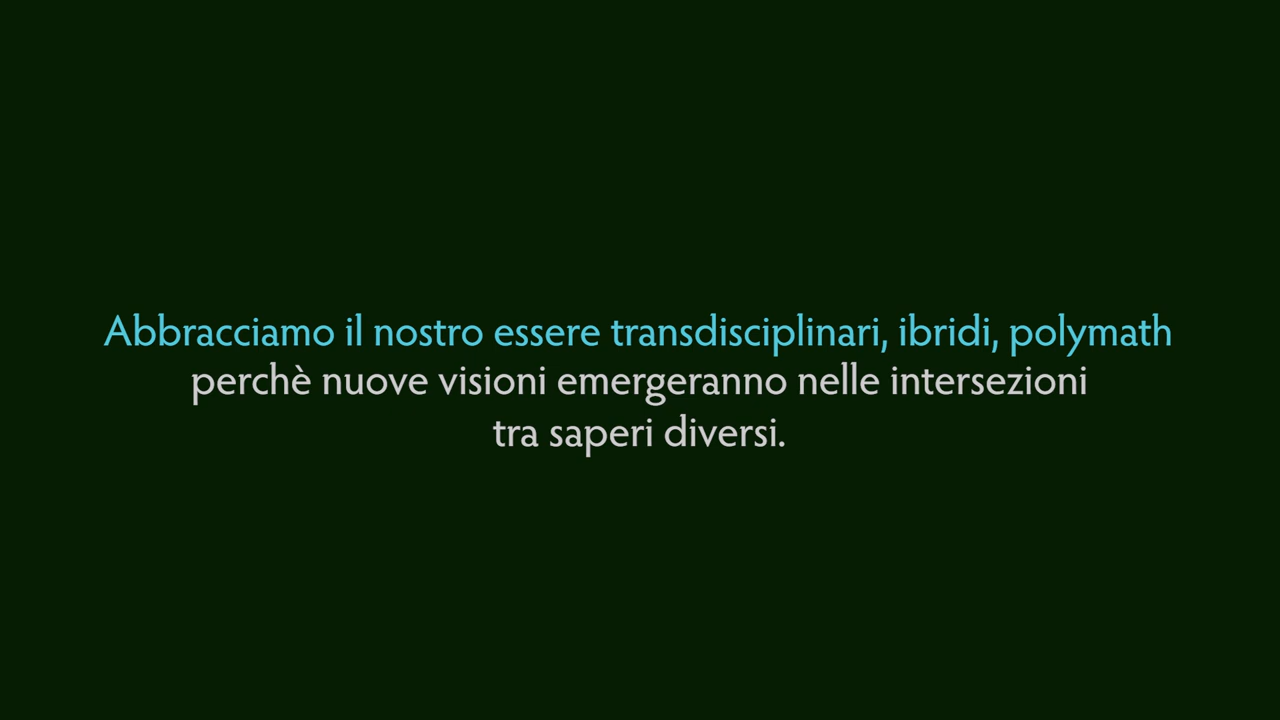 Abbracciamo il nostro essere transdisciplinari, ibridi, polymath
perchè nuove visioni emergeranno nelle intersezioni
tra saperi diversi.